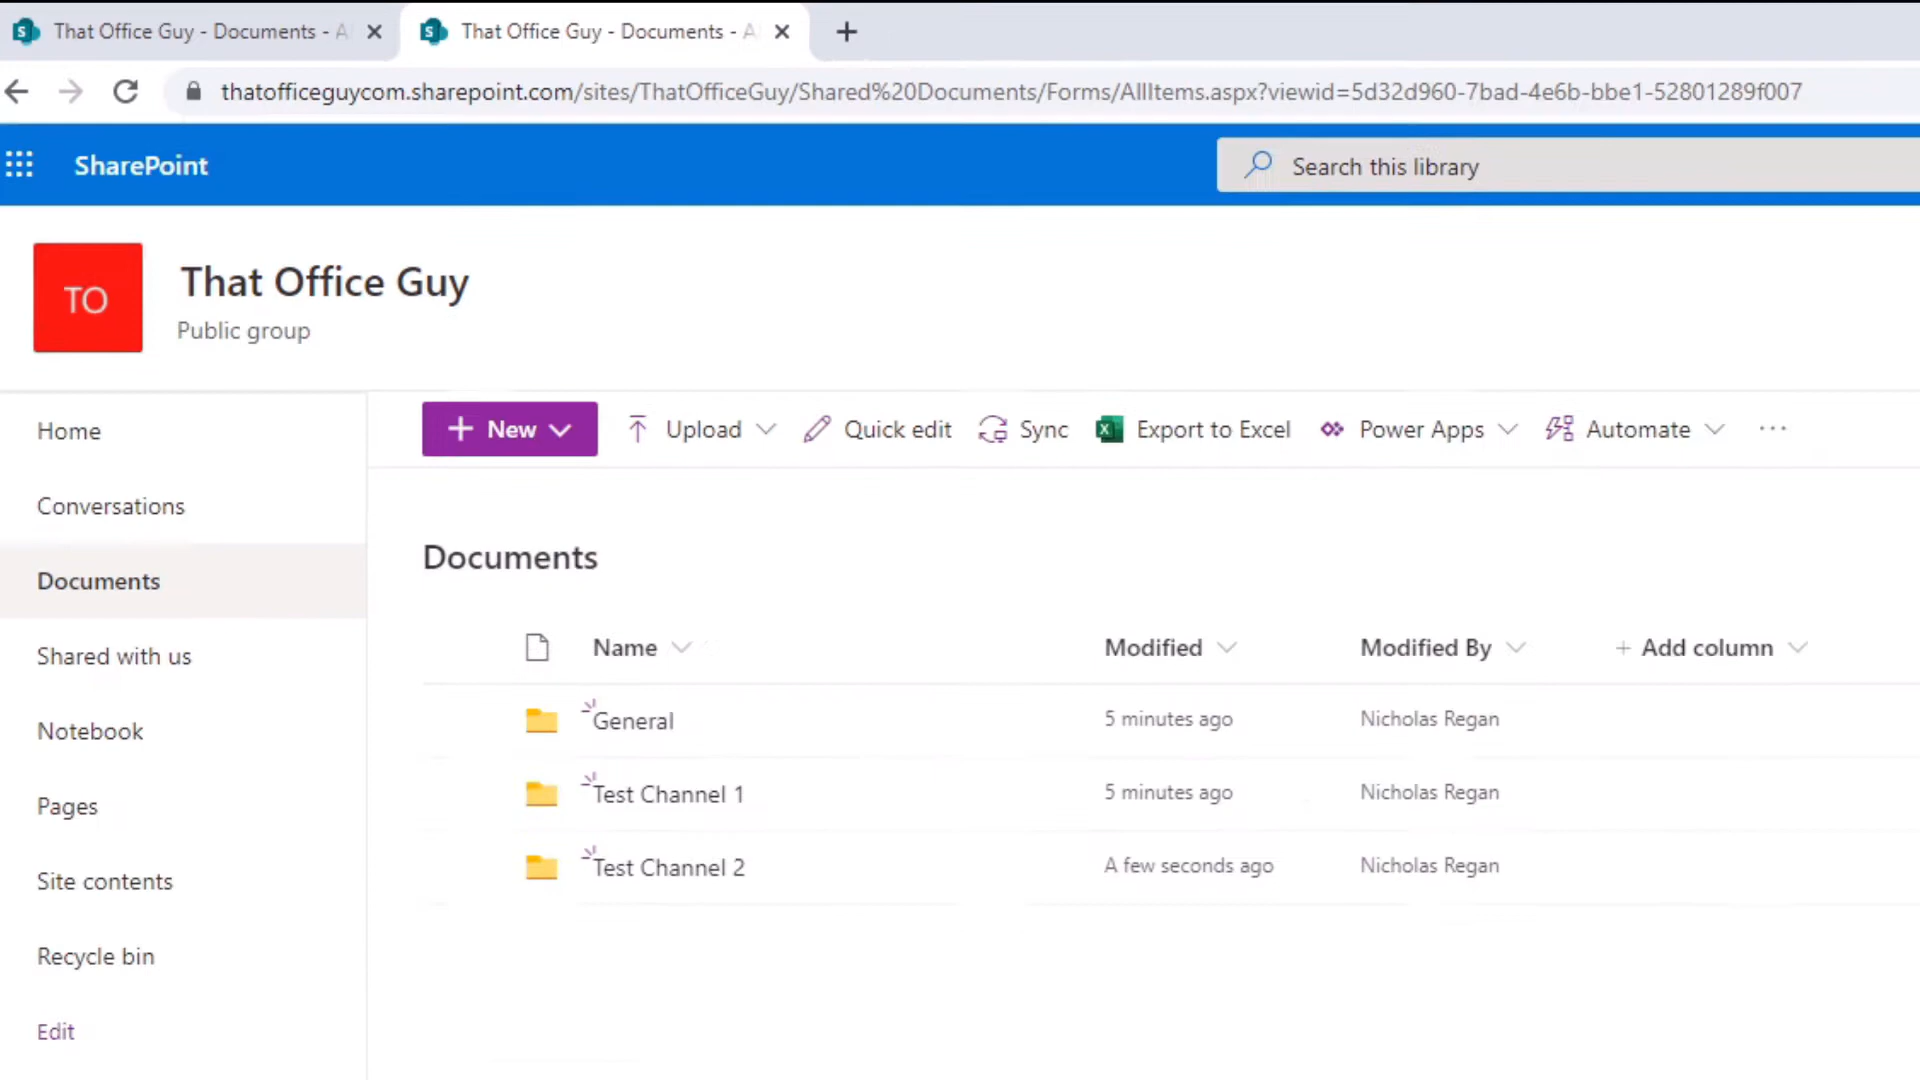 That Office Guy - Documents - A
That Office Guy - Documents - A
thatofficeguycom.sharepoint.com/sites/ThatOfficeGuy/Shared%20Documents/Forms/AllItems.aspx?viewid=5d32d960-7bad-4e6b-bbe1-52801289f007
SharePoint
Search this library
TO
That Office Guy
Public group
Home
Conversations
Documents
Shared with us
Notebook
Pages
Site contents
Recycle bin
Edit
New
Upload
Quick edit
Sync
Export to Excel
Power Apps
Automate
Documents
Name Modified Modified By + Add column
General 5 minutes ago Nicholas Regan
Test Channel 1 5 minutes ago Nicholas Regan
Test Channel 2 A few seconds ago Nicholas Regan